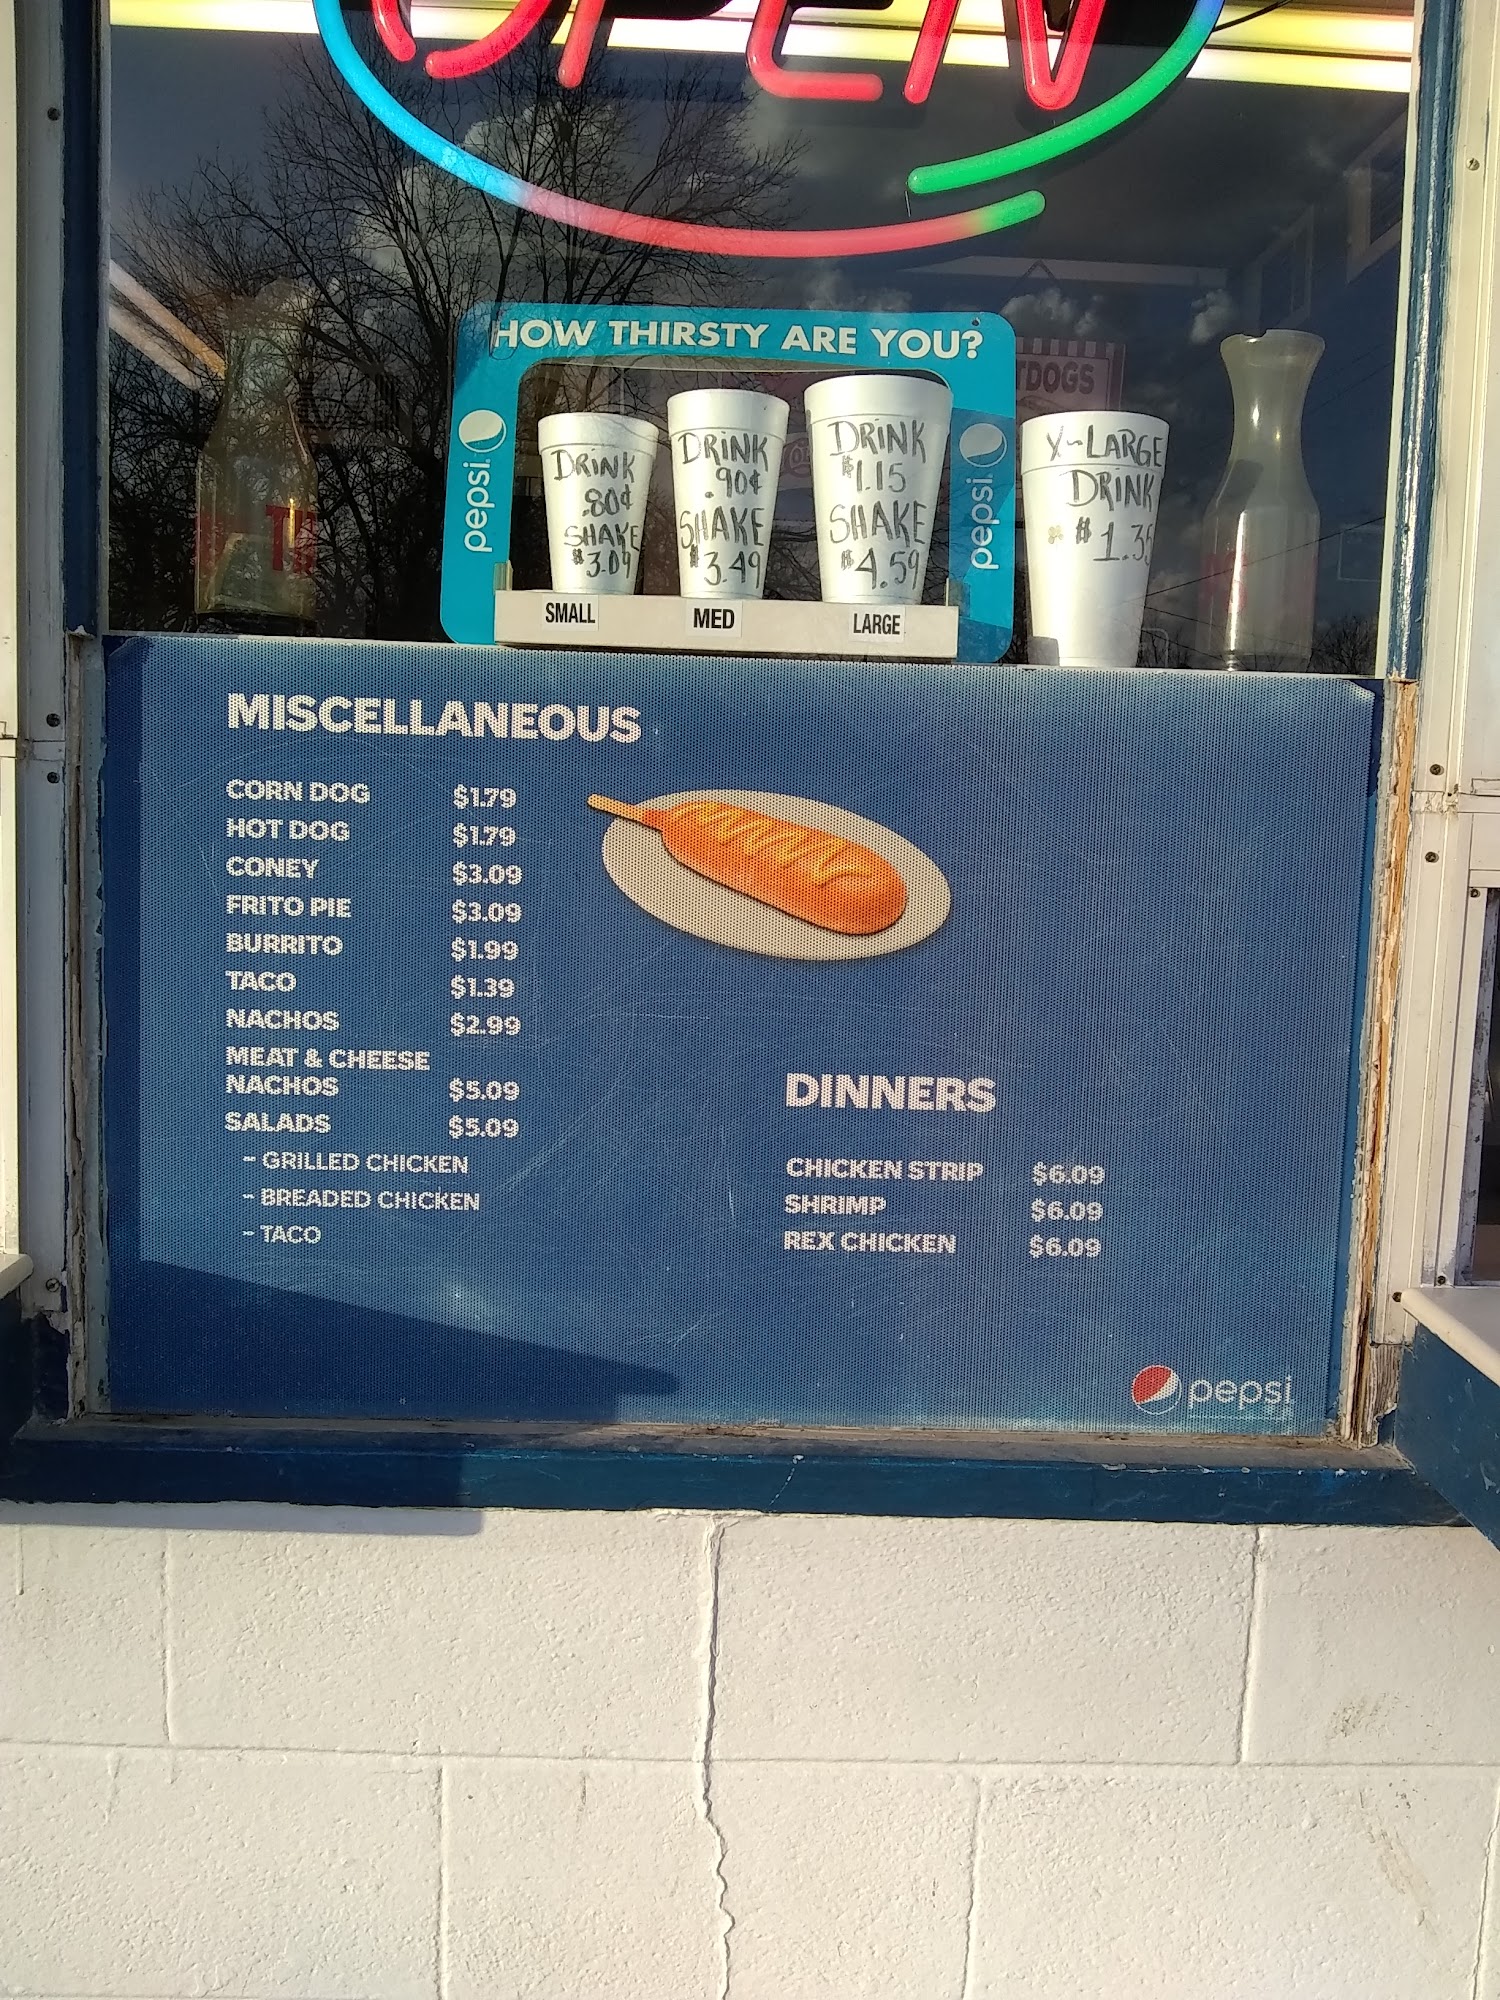 OPEN
HOW THIRSTY ARE YOU?
pepsi
DRINK
.80¢
SHAKE
$3.09
SMALL
DRINK
.90¢
SHAKE
$3.49
MED
DRINK
$1.15
SHAKE
$4.59
LARGE
pepsi
TDOGS
X-LARGE
DRINK
$1.35
MISCELLANEOUS
CORN DOG $1.79
HOT DOG $1.79
CONEY $3.09
FRITO PIE $3.09
BURRITO $1.99
TACO $1.39
NACHOS $2.99
MEAT & CHEESE
NACHOS $5.09
SALADS $5.09
- GRILLED CHICKEN
- BREADED CHICKEN
- TACO
DINNERS
CHICKEN STRIP $6.09
SHRIMP $6.09
REX CHICKEN $6.09
pepsi